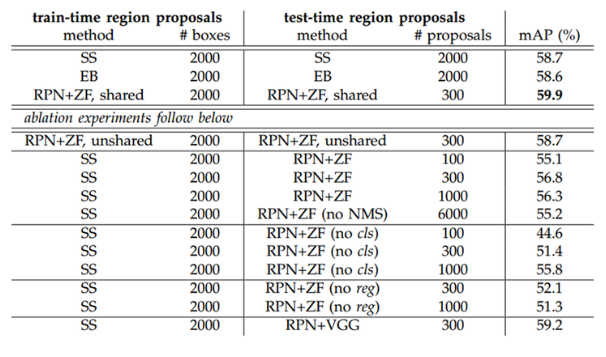 train-time region proposals test-time region proposals
method # boxes method # proposals mAP (%)
SS 2000 SS 2000 58.7
EB 2000 EB 2000 58.6
RPN+ZF, shared 2000 RPN+ZF, shared 300 59.9
ablation experiments follow below
RPN+ZF, unshared 2000 RPN+ZF, unshared 300 58.7
SS 2000 RPN+ZF 100 55.1
SS 2000 RPN+ZF 300 56.8
SS 2000 RPN+ZF 1000 56.3
SS 2000 RPN+ZF (no NMS) 6000 55.2
SS 2000 RPN+ZF (no cls) 100 44.6
SS 2000 RPN+ZF (no cls) 300 51.4
SS 2000 RPN+ZF (no cls) 1000 55.8
SS 2000 RPN+ZF (no reg) 300 52.1
SS 2000 RPN+ZF (no reg) 1000 51.3
SS 2000 RPN+VGG 300 59.2